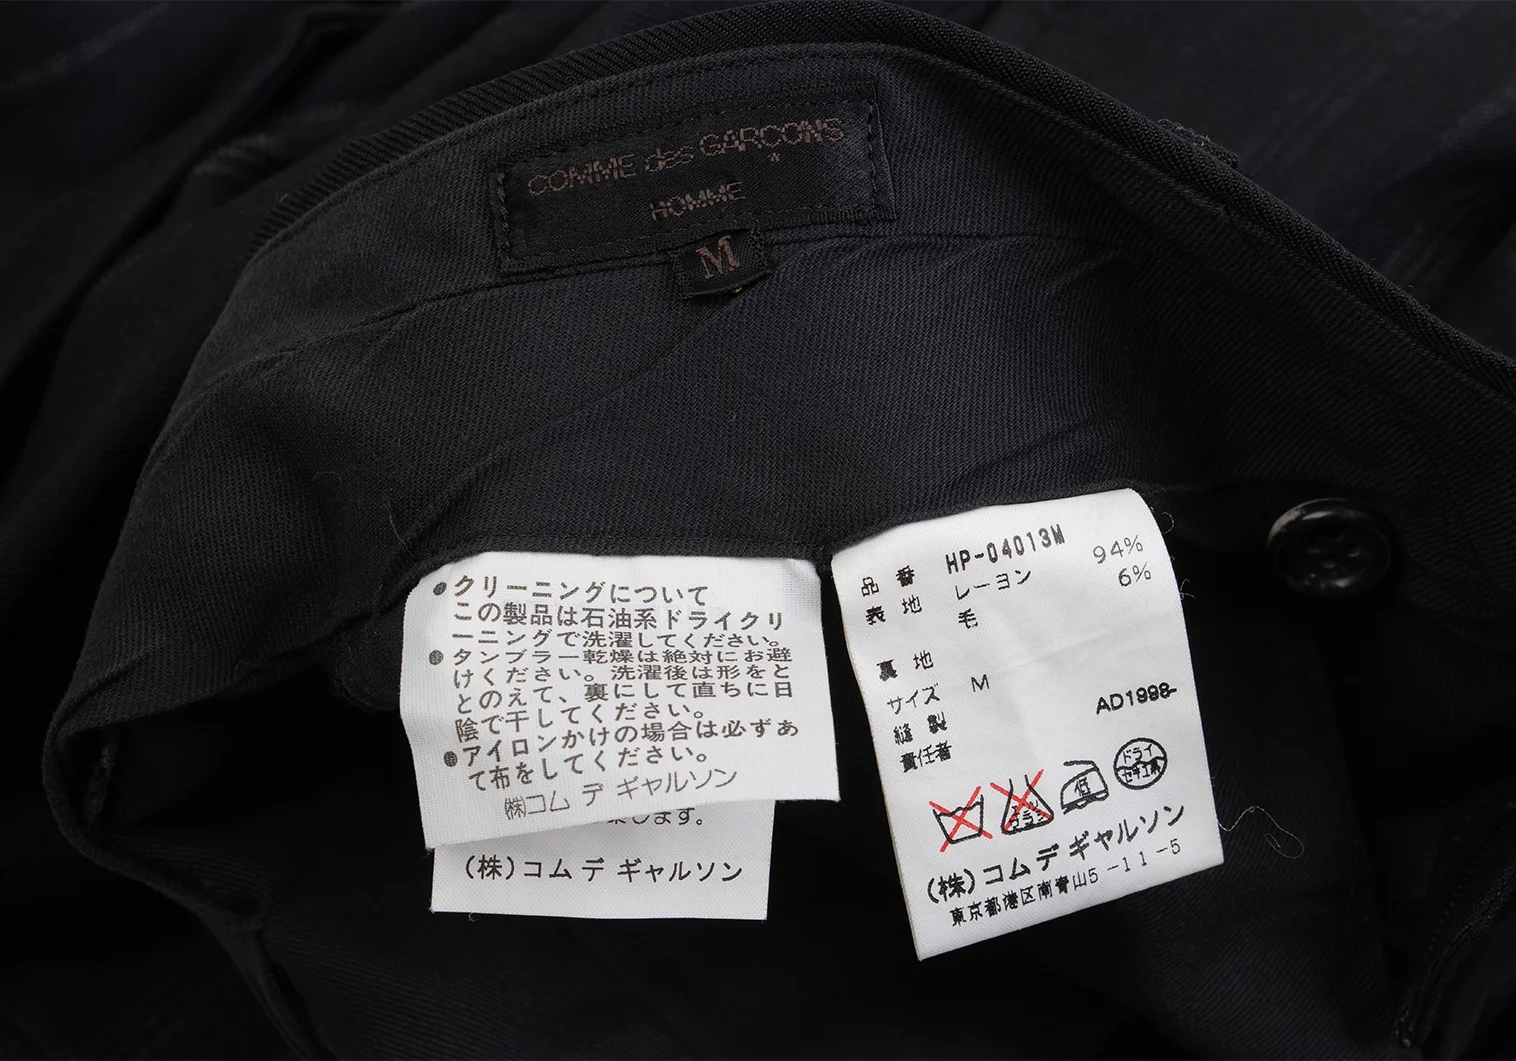 COMME des GARCONS
HOMME
M
●クリーニングについて
この製品は石油系ドライクリ
ーニングで洗濯してください。
●タンブラー乾燥は絶対にお避
けください。洗濯後は形をと
とのえて、裏にして直ちに日
陰で干してください。
●アイロンかけの場合は必ずあ
て布をしてください。
㈱コム デ ギャルソン
します。
(株)コム デ ギャルソン
品番 HP-04013M
表地 レーヨン 94%
毛 6%
裏地
サイズ M
縫製
責任者
AD1998-
低
ドライ
セキユ系
(株)コム デ ギャルソン
東京都港区南青山5-11-5